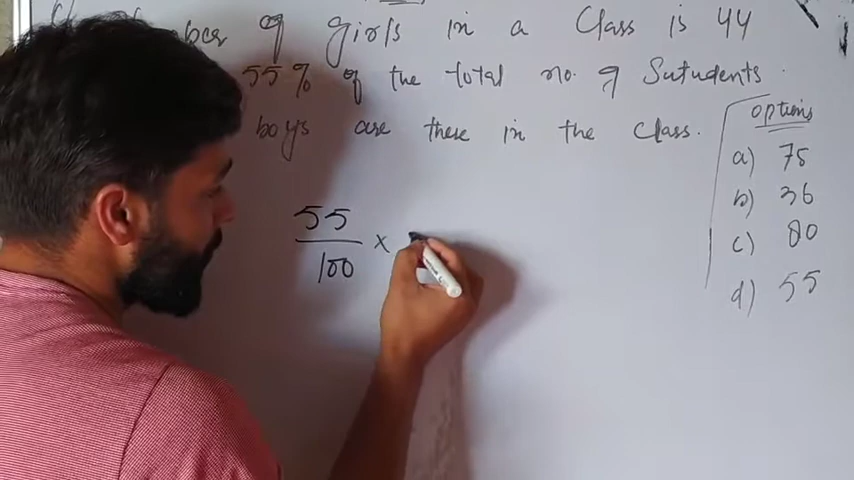 of girls in a Class is 44
55% of the total no. of Sutudents.
boys are there in the class.
55
100
x
options
a) 75
b) 36
c) 80
d) 55